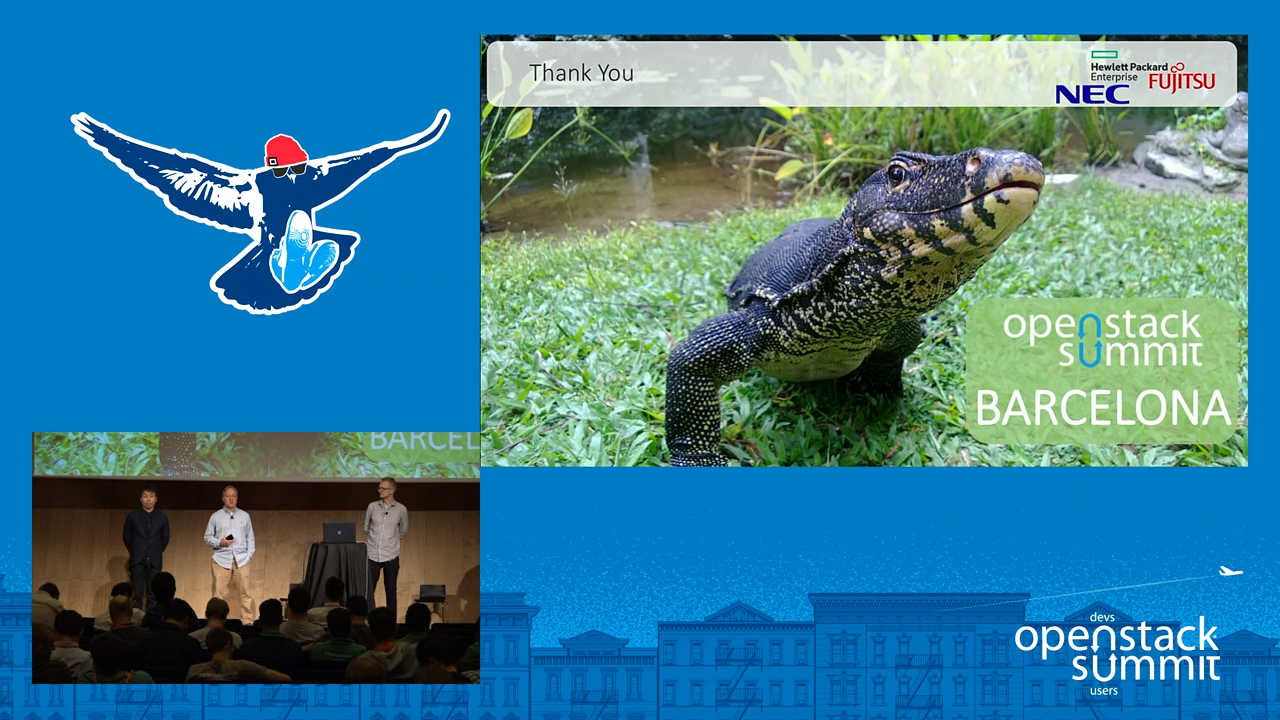 Thank You
Hewlett Packard
Enterprise
FUJITSU
NEC
openstack
summit
BARCELONA
BARCEL
devs
openstack
summit
users